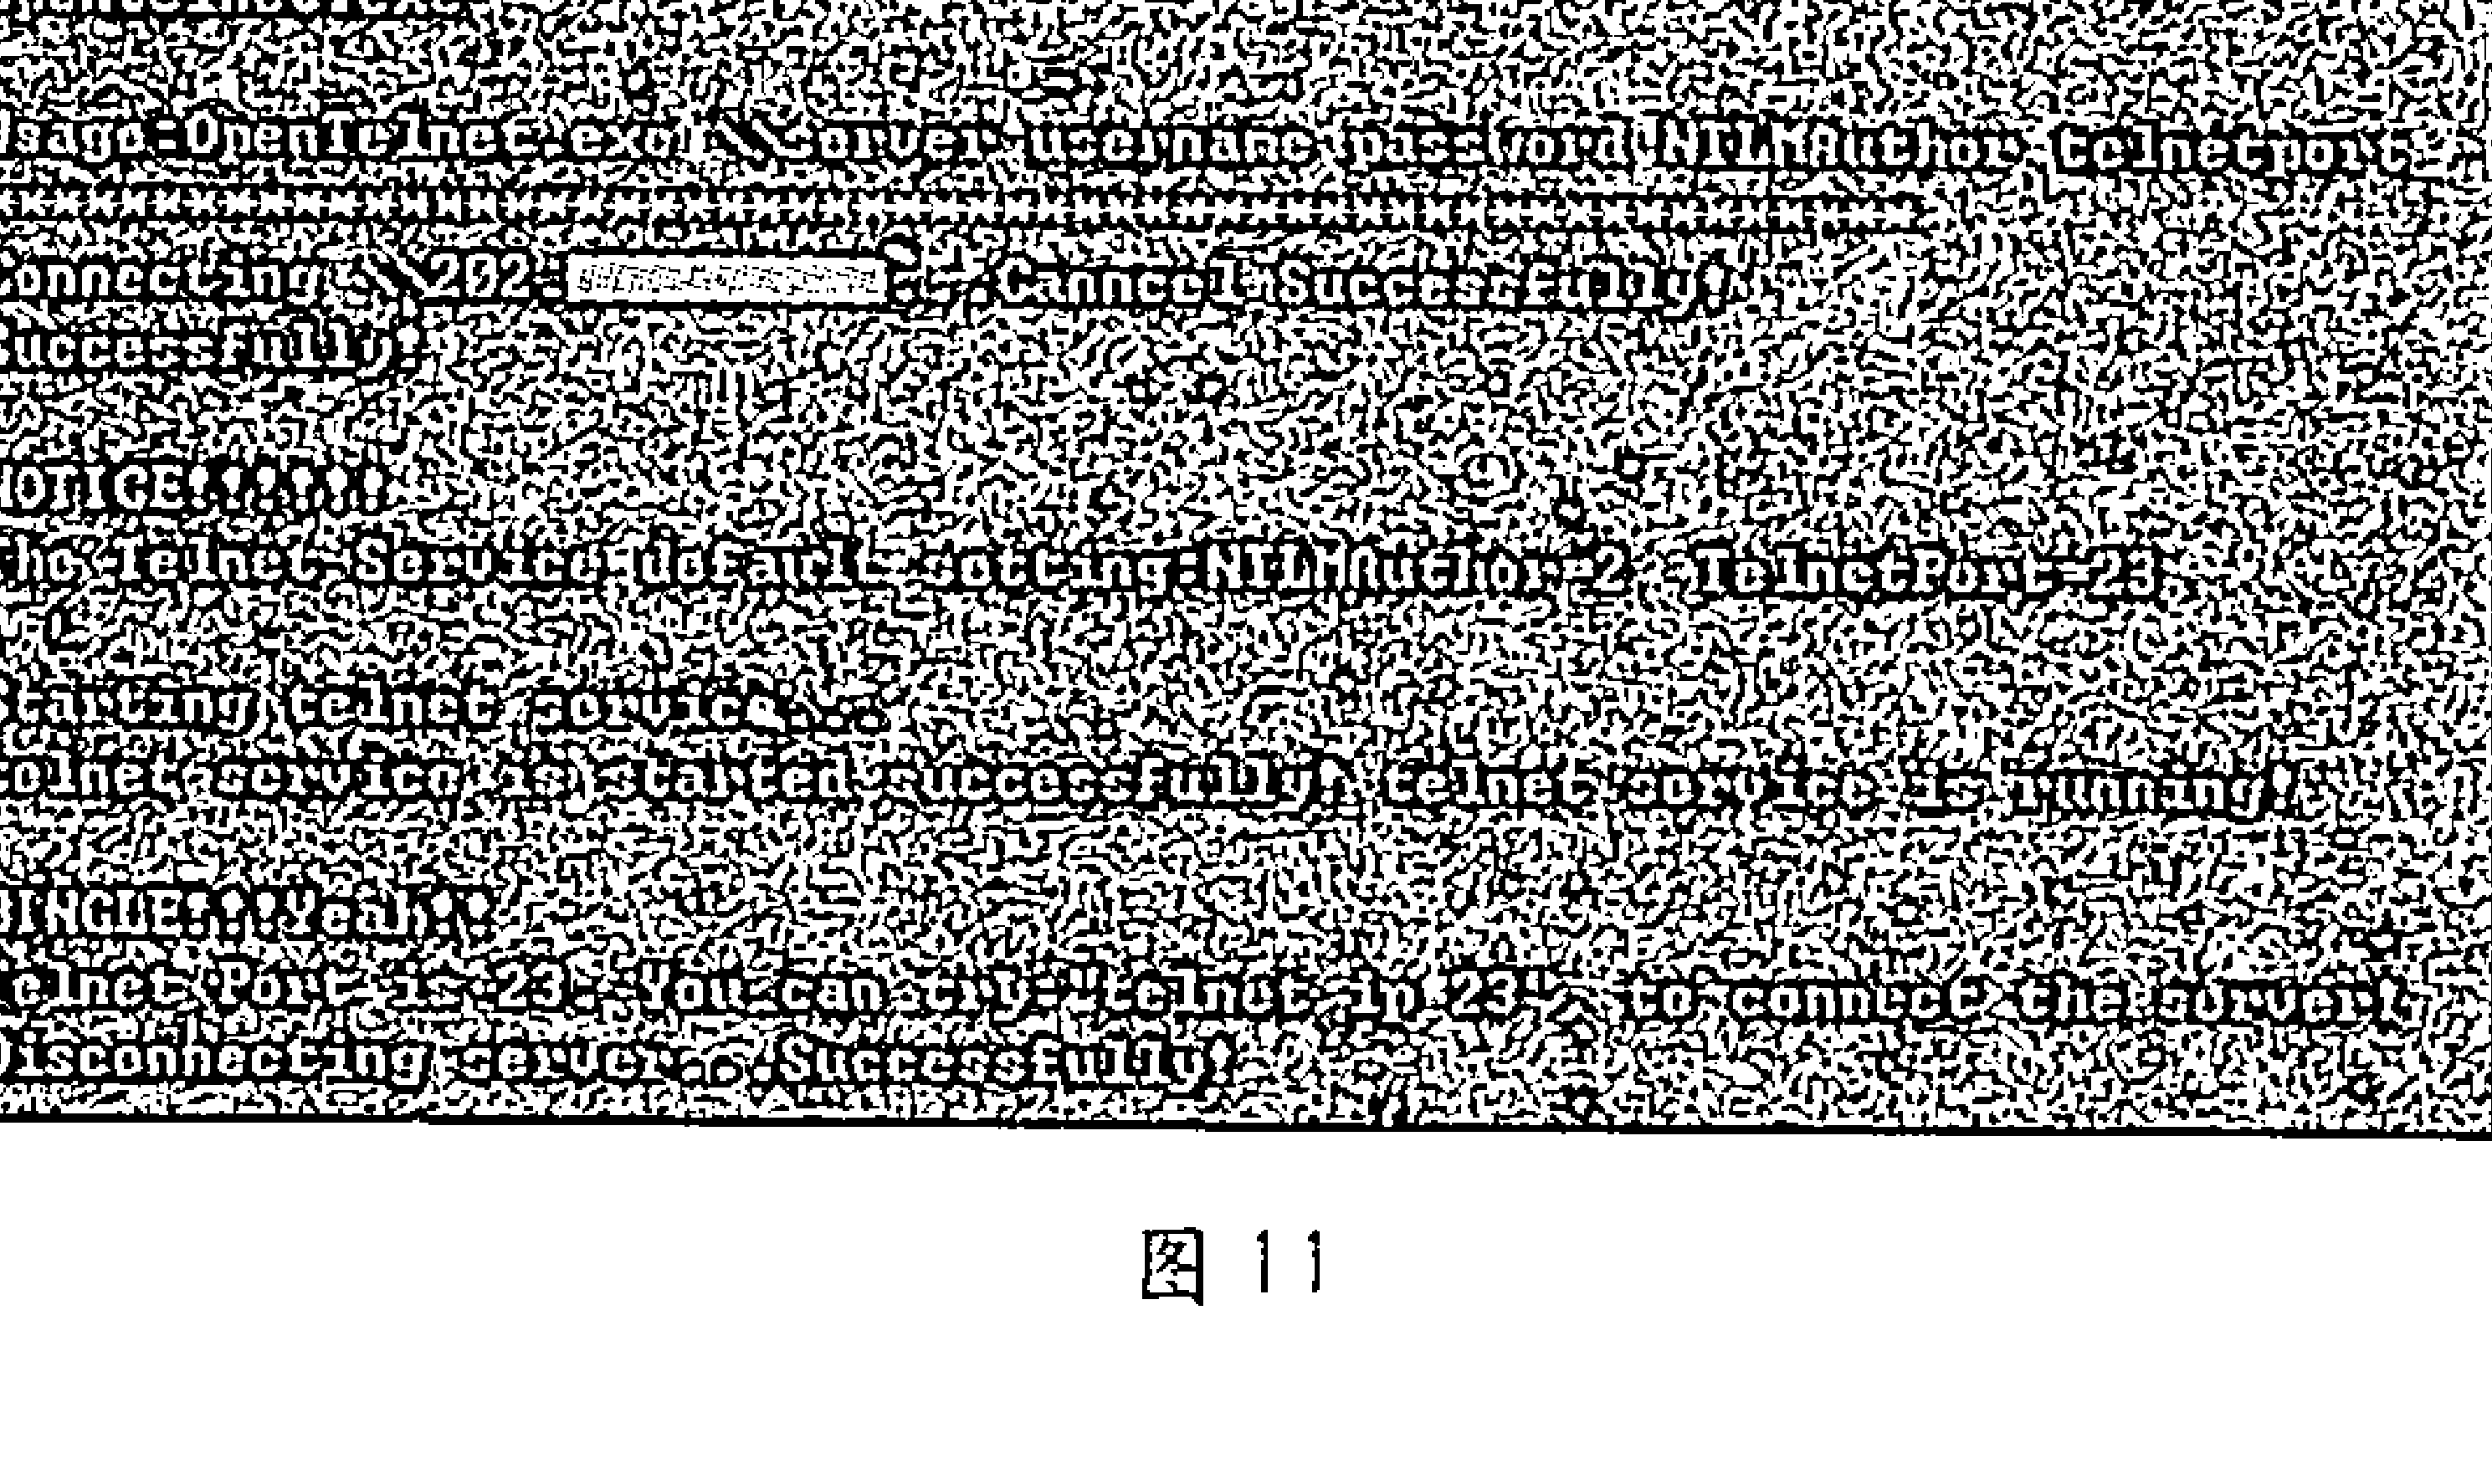 Usage:OpenTelnet.exe \\server username password NTLMAuthor telnetport
*******************************************************
Connecting \\202. ...Cannecl Successfully!
successfully!
NOTICE!!!!!!
The Telnet Service default setting:NTLMAuthor=2 TelnetPort=23
Starting telnet service...
telnet service is started successfully! telnet service is running!
BINGLE!!!Yeah!!
Telnet Port is 23. You can try:"telnet ip 23", to connect the server!
Disconnecting server...Successfully!
图 11